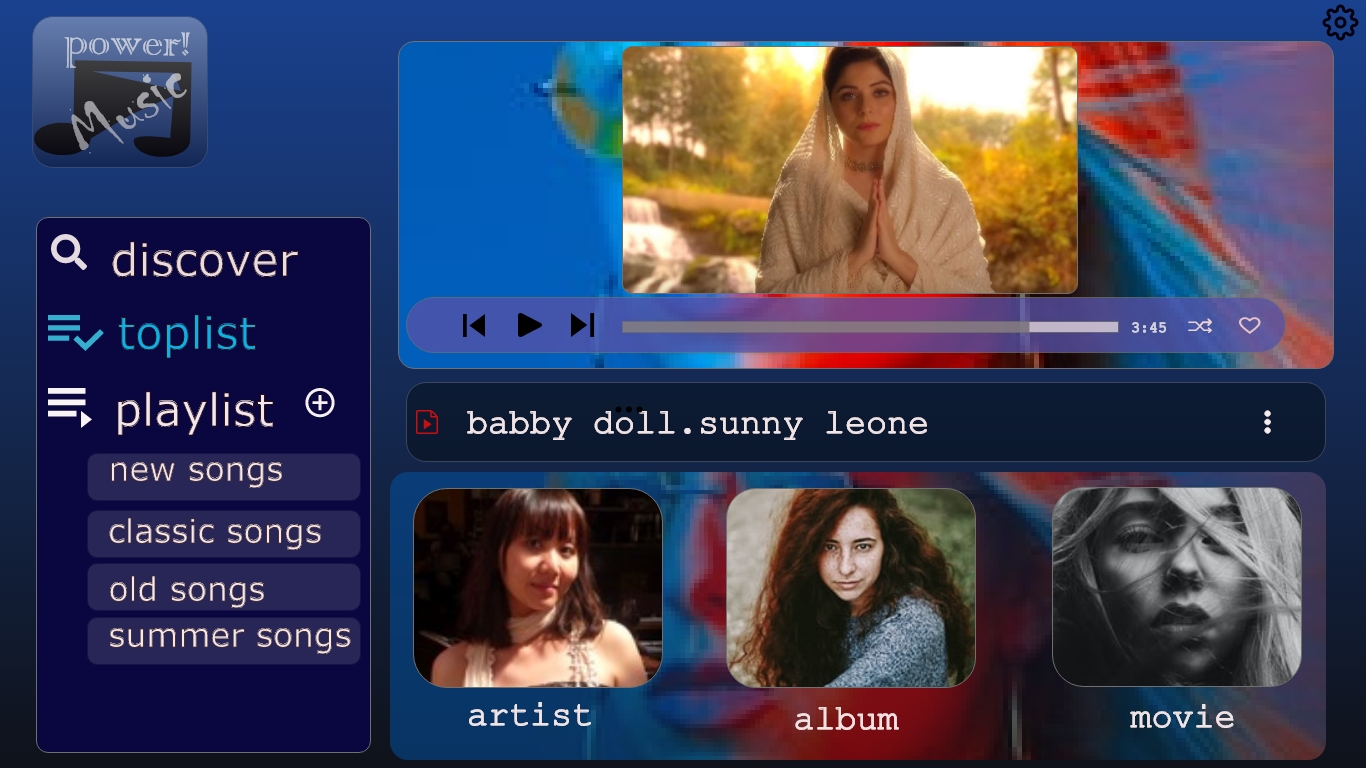 power!
Music
discover
toplist
playlist
new songs
classic songs
old songs
summer songs
3:45
babby doll.sunny leone
artist
album
movie